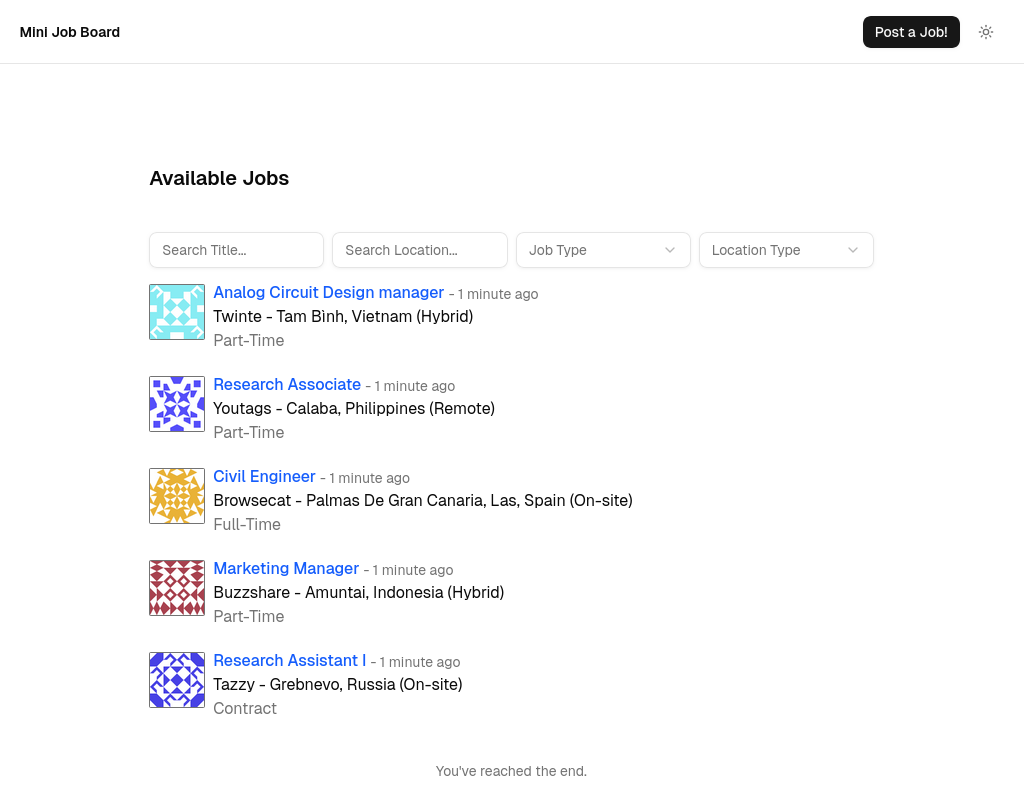 Mini Job Board
Post a Job!
Available Jobs
Search Title...
Search Location...
Job Type
Location Type
Analog Circuit Design manager - 1 minute ago
Twinte - Tam Bình, Vietnam (Hybrid)
Part-Time
Research Associate - 1 minute ago
Youtags - Calaba, Philippines (Remote)
Part-Time
Civil Engineer - 1 minute ago
Browsecat - Palmas De Gran Canaria, Las, Spain (On-site)
Full-Time
Marketing Manager - 1 minute ago
Buzzshare - Amuntai, Indonesia (Hybrid)
Part-Time
Research Assistant I - 1 minute ago
Tazzy - Grebnevo, Russia (On-site)
Contract
You've reached the end.